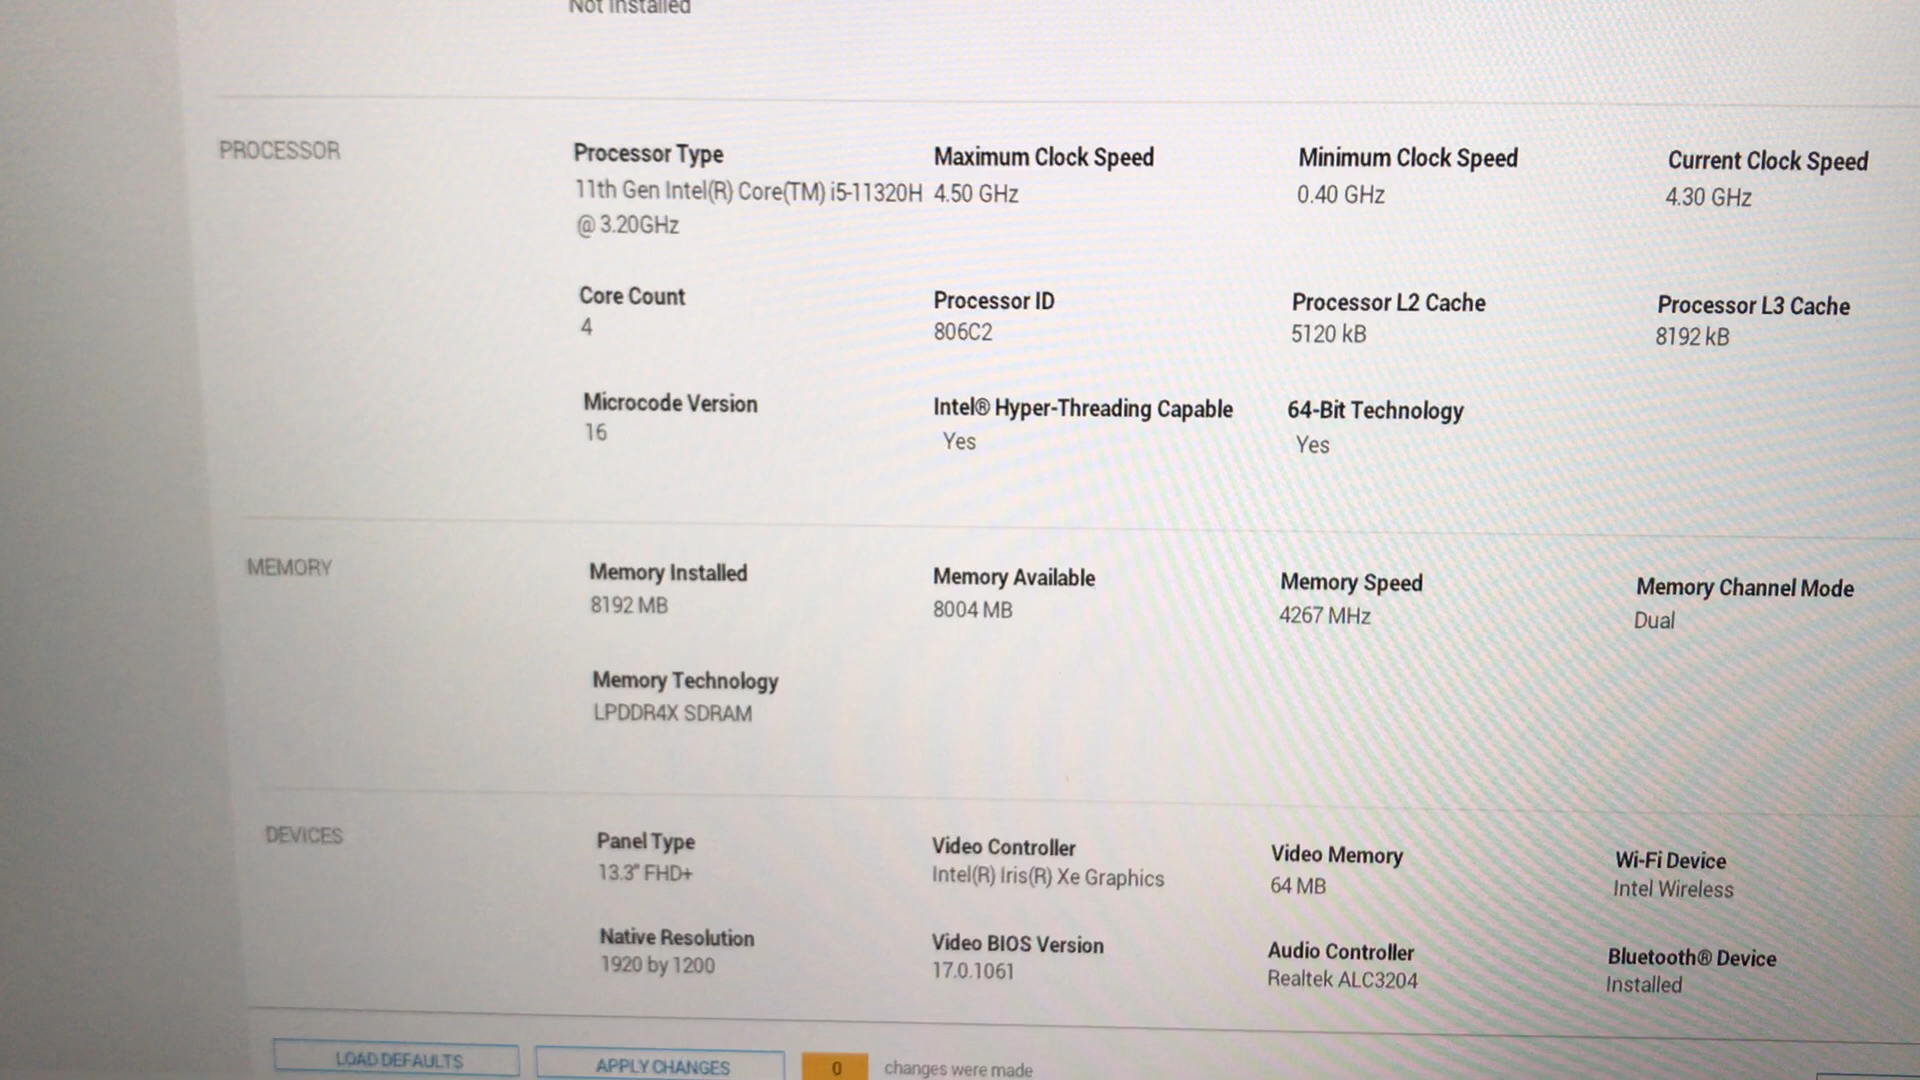 Not Installed
PROCESSOR
Processor Type
11th Gen Intel(R) Core(TM) i5-11320H
@ 3.20GHz
Maximum Clock Speed
4.50 GHz
Minimum Clock Speed
0.40 GHz
Current Clock Speed
4.30 GHz
Core Count
4
Processor ID
806C2
Processor L2 Cache
5120 kB
Processor L3 Cache
8192 kB
Microcode Version
16
Intel® Hyper-Threading Capable
Yes
64-Bit Technology
Yes
MEMORY
Memory Installed
8192 MB
Memory Available
8004 MB
Memory Speed
4267 MHz
Memory Channel Mode
Dual
Memory Technology
LPDDR4X SDRAM
DEVICES
Panel Type
13.3" FHD+
Video Controller
Intel(R) Iris(R) Xe Graphics
Video Memory
64 MB
Wi-Fi Device
Intel Wireless
Native Resolution
1920 by 1200
Video BIOS Version
17.0.1061
Audio Controller
Realtek ALC3204
Bluetooth® Device
Installed
LOAD DEFAULTS
APPLY CHANGES
0
changes were made